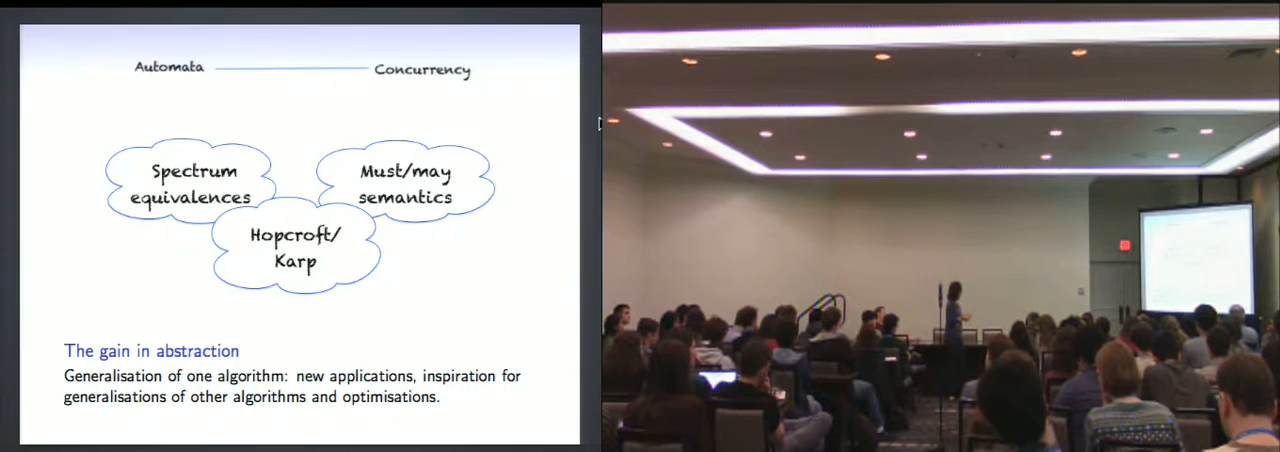 Automata
Concurrency
Spectrum
equivalences
Must/may
semantics
Hopcroft/
Karp
The gain in abstraction
Generalisation of one algorithm: new applications, inspiration for
generalisations of other algorithms and optimisations.